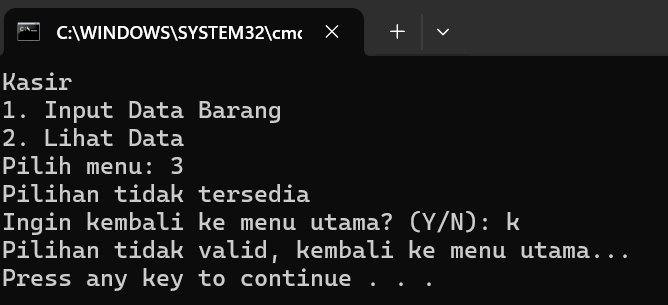 C:\WINDOWS\SYSTEM32\cmc
Kasir
1. Input Data Barang
2. Lihat Data
Pilih menu: 3
Pilihan tidak tersedia
Ingin kembali ke menu utama? (Y/N): k
Pilihan tidak valid, kembali ke menu utama...
Press any key to continue . . .